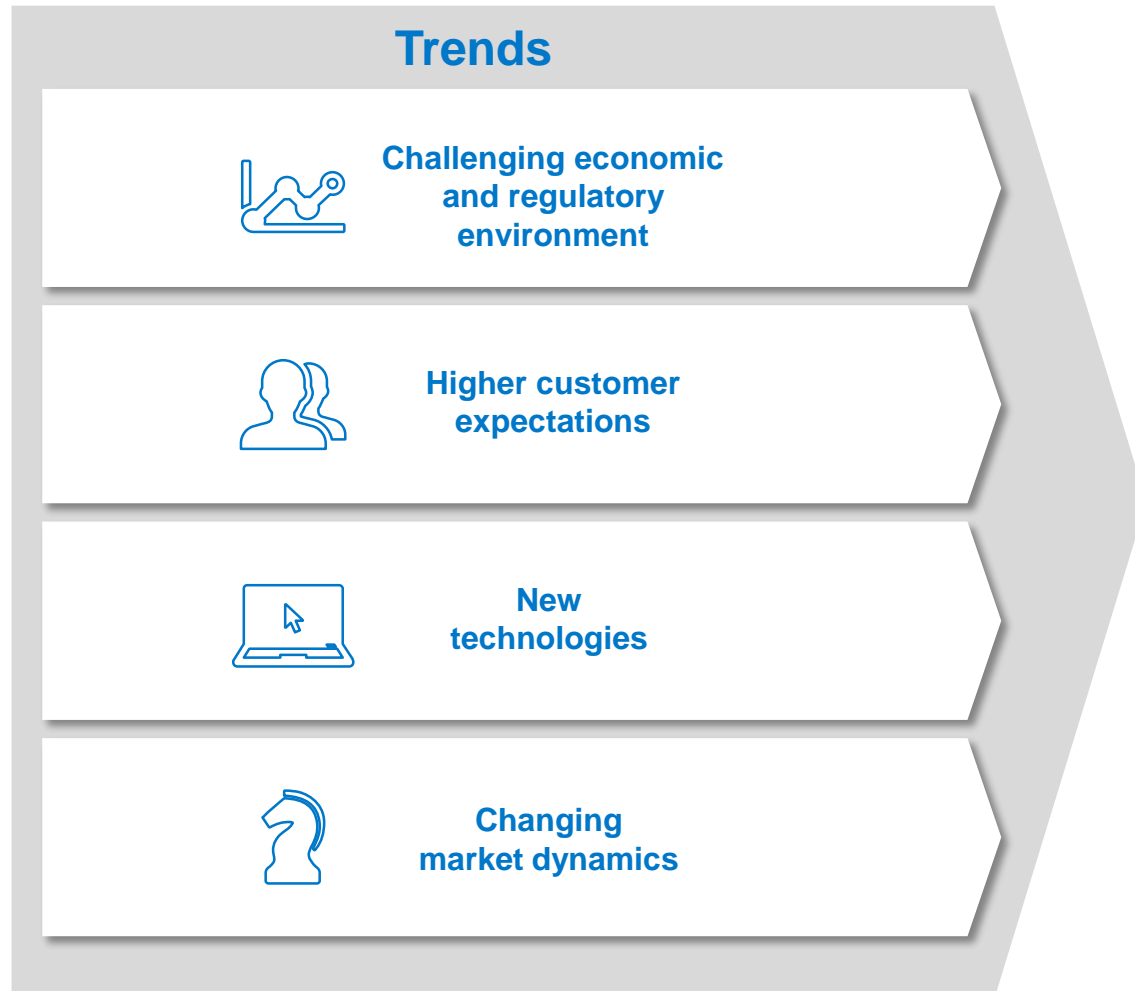 Trends
Challenging economic
and regulatory
environment
Higher customer
expectations
New
technologies
Changing
market dynamics